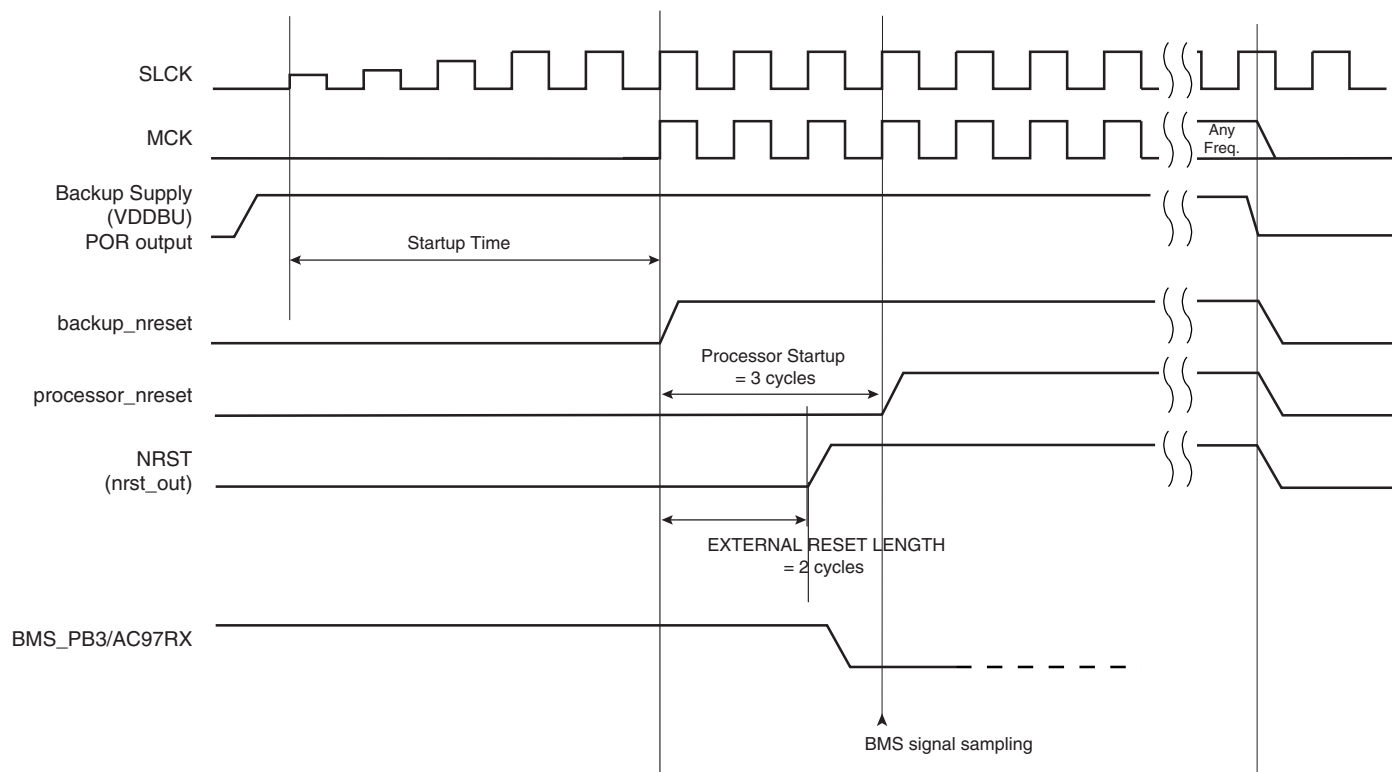 SLCK
MCK
Any
Freq.
Backup Supply
(VDDBU)
POR output
Startup Time
backup_nreset
Processor Startup
= 3 cycles
processor_nreset
NRST
(nrst_out)
EXTERNAL RESET LENGTH
= 2 cycles
BMS_PB3/AC97RX
BMS signal sampling